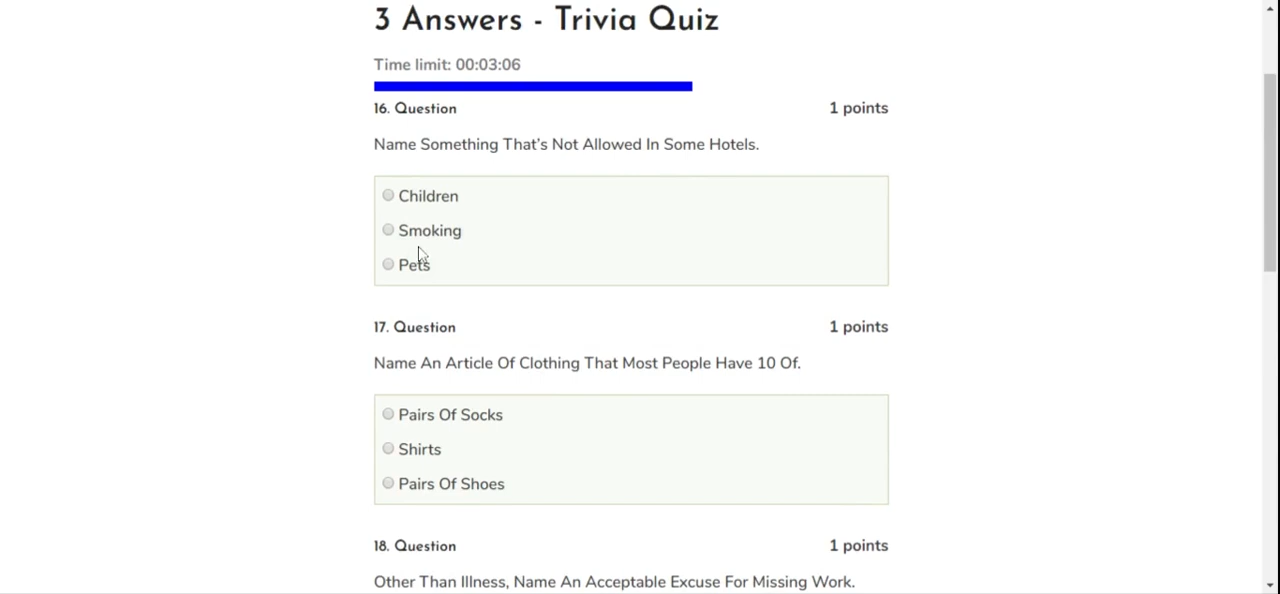 3 Answers - Trivia Quiz
Time limit: 00:03:06
16. Question 1 points
Name Something That's Not Allowed In Some Hotels.
Children
Smoking
Pets
17. Question 1 points
Name An Article Of Clothing That Most People Have 10 Of.
Pairs Of Socks
Shirts
Pairs Of Shoes
18. Question 1 points
Other Than Illness, Name An Acceptable Excuse For Missing Work.